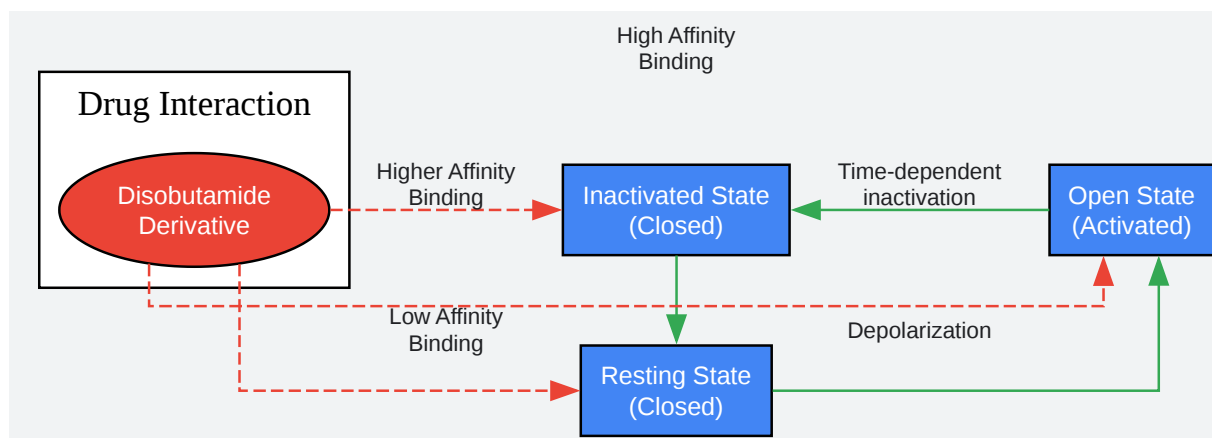 High Affinity
Binding
Drug Interaction
Disobutamide
Derivative
Higher Affinity
Binding
Inactivated State
(Closed)
Time-dependent
inactivation
Open State
(Activated)
Low Affinity
Binding
Depolarization
Resting State
(Closed)